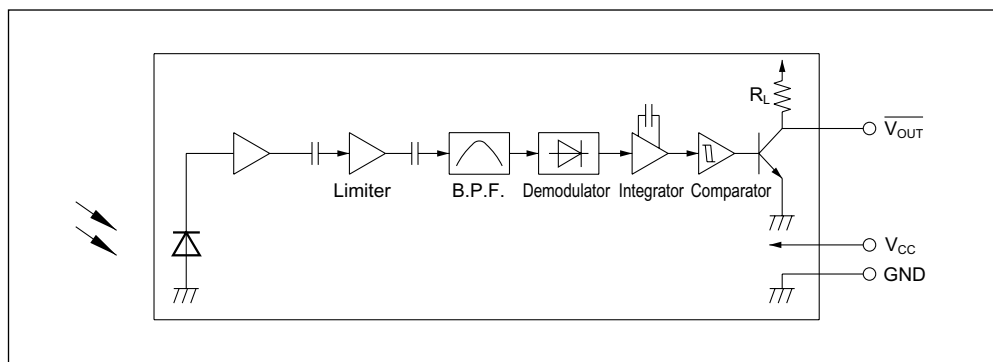 R_L
V_OUT
Limiter
B.P.F.
Demodulator
Integrator
Comparator
V_CC
GND